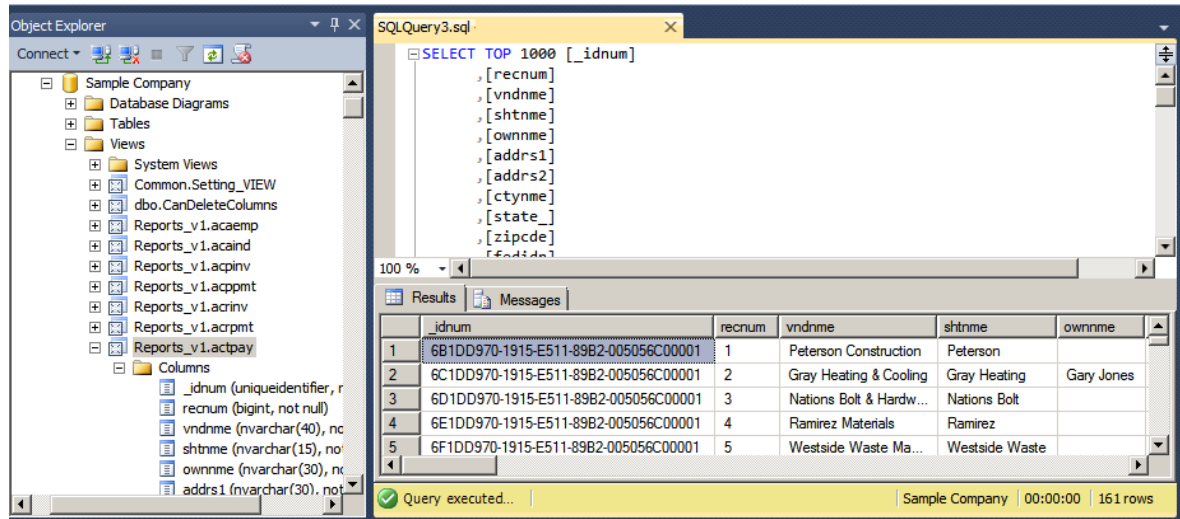 Object Explorer
Connect
Sample Company
Database Diagrams
Tables
Views
System Views
Common.Setting_VIEW
dbo.CanDeleteColumns
Reports_v1.acaemp
Reports_v1.acaind
Reports_v1.acpinv
Reports_v1.acppmt
Reports_v1.acrinv
Reports_v1.acrpmt
Reports_v1.actpay
Columns
_idnum (uniqueidentifier, r
recnum (bigint, not null)
vndnme (nvarchar(40), no
shtnme (nvarchar(15), not
ownnme (nvarchar(30), no
addrs1 (nvarchar(30), not
SQLQuery3.sql
SELECT TOP 1000 [_idnum]
,[recnum]
,[vndnme]
,[shtnme]
,[ownnme]
,[addrs1]
,[addrs2]
,[ctynme]
,[state_]
,[zipcde]
100 %
Results Messages
_idnum recnum vndnme shtnme ownnme
1 6B1DD970-1915-E511-89B2-005056C00001 1 Peterson Construction Peterson
2 6C1DD970-1915-E511-89B2-005056C00001 2 Gray Heating & Cooling Gray Heating Gary Jones
3 6D1DD970-1915-E511-89B2-005056C00001 3 Nations Bolt & Hardw... Nations Bolt
4 6E1DD970-1915-E511-89B2-005056C00001 4 Ramirez Materials Ramirez
5 6F1DD970-1915-E511-89B2-005056C00001 5 Westside Waste Ma... Westside Waste
Query executed... Sample Company 00:00:00 161 rows